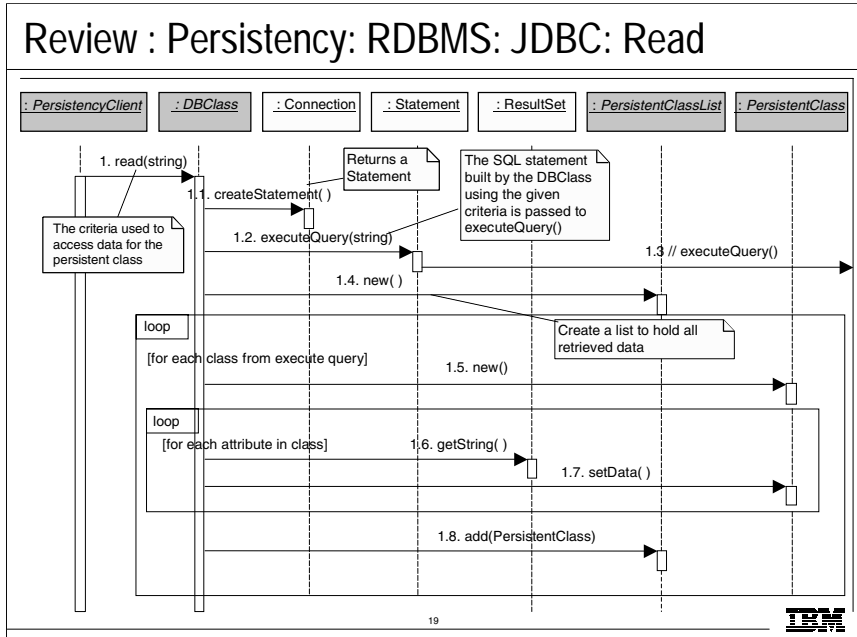 Review : Persistency: RDBMS: JDBC: Read
: PersistencyClient
: DBClass
: Connection
: Statement
: ResultSet
: PersistentClassList
: PersistentClass
1. read(string)
Returns a
Statement
The SQL statement
built by the DBClass
using the given
criteria is passed to
executeQuery()
1.1. createStatement( )
The criteria used to
access data for the
persistent class
1.2. executeQuery(string)
1.3 // executeQuery()
1.4. new( )
Create a list to hold all
retrieved data
loop
[for each class from execute query]
1.5. new()
loop
[for each attribute in class]
1.6. getString( )
1.7. setData( )
1.8. add(PersistentClass)
19
IBM